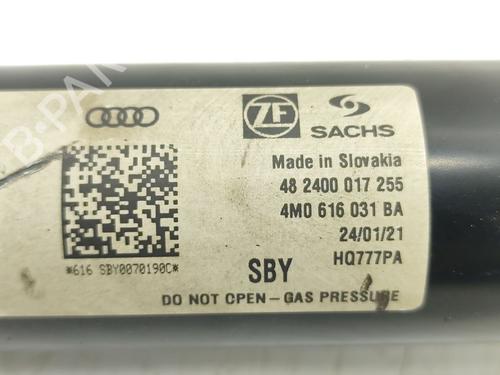 ZF
SACHS
Made in Slovakia
48 2400 017 255
4M0 616 031 BA
24/01/21
SBY
HQ777PA
*616 SBY0070190C*
DO NOT OPEN-GAS PRESSURE
B-PARTS